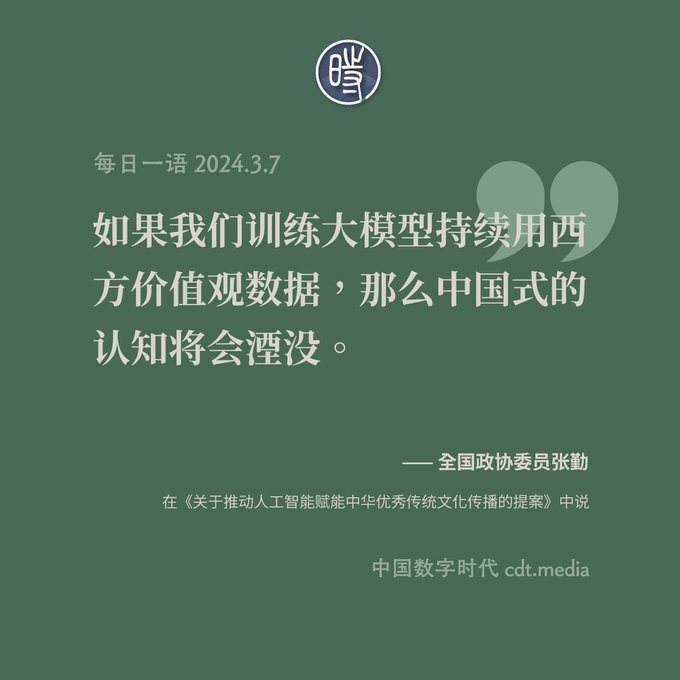 時
每日一语 2024.3.7
如果我们训练大模型持续用西
方价值观数据，那么中国式的
认知将会湮没。
—— 全国政协委员张勤
在《关于推动人工智能赋能中华优秀传统文化传播的提案》中说
中国数字时代 cdt.media